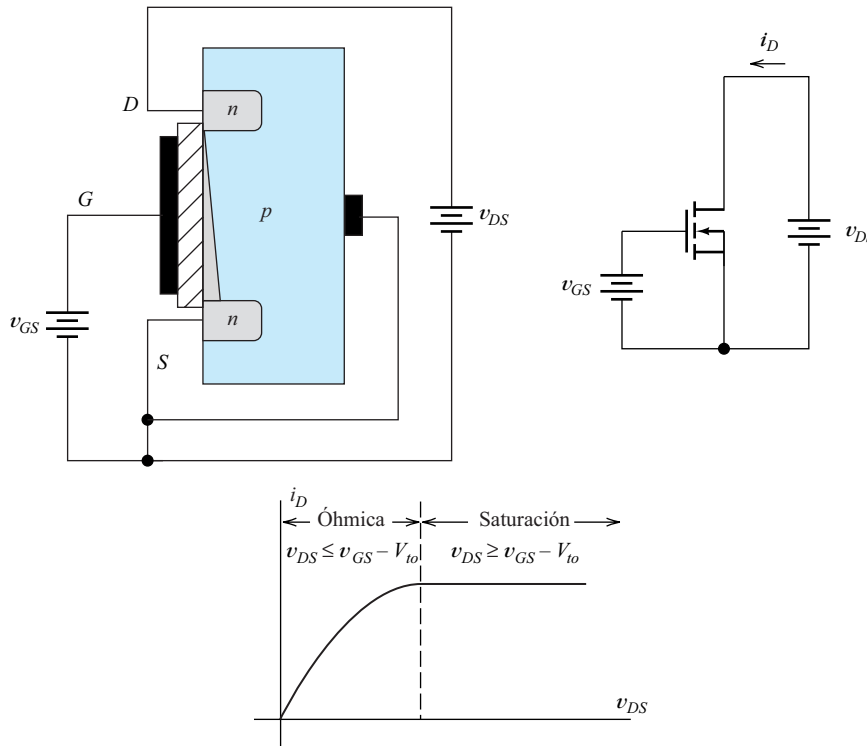 D
n
G
p
v_DS
v_GS
n
S
i_D
v_GS
v_DS
i_D
Óhmica
Saturación
v_DS ≤ v_GS – V_to
v_DS ≥ v_GS – V_to
v_DS